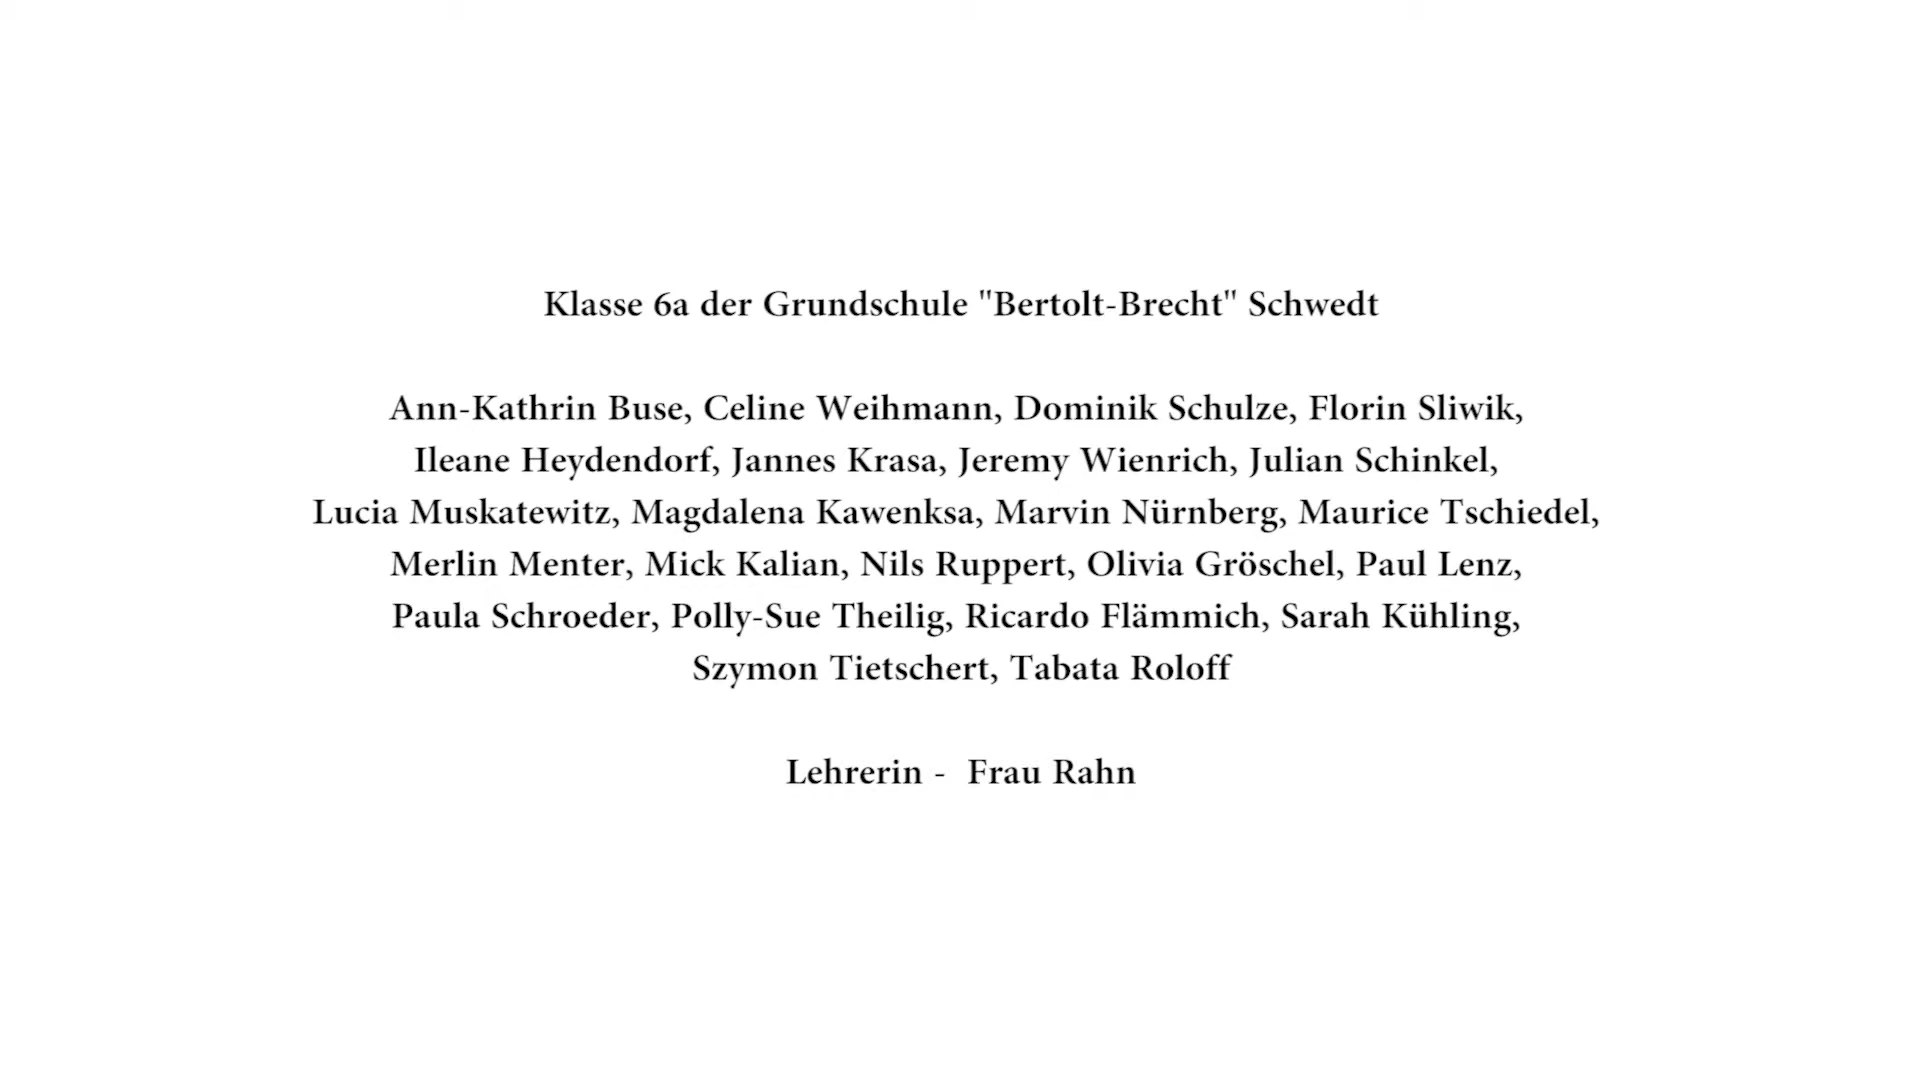 Klasse 6a der Grundschule "Bertolt-Brecht" Schwedt
Ann-Kathrin Buse, Celine Weihmann, Dominik Schulze, Florin Sliwik,
Ileane Heydendorf, Jannes Krasa, Jeremy Wienrich, Julian Schinkel,
Lucia Muskatewitz, Magdalena Kawenksa, Marvin Nürnberg, Maurice Tschiedel,
Merlin Menter, Mick Kalian, Nils Ruppert, Olivia Gröschel, Paul Lenz,
Paula Schroeder, Polly-Sue Theilig, Ricardo Flämmich, Sarah Kühling,
Szymon Tietschert, Tabata Roloff
Lehrerin -  Frau Rahn